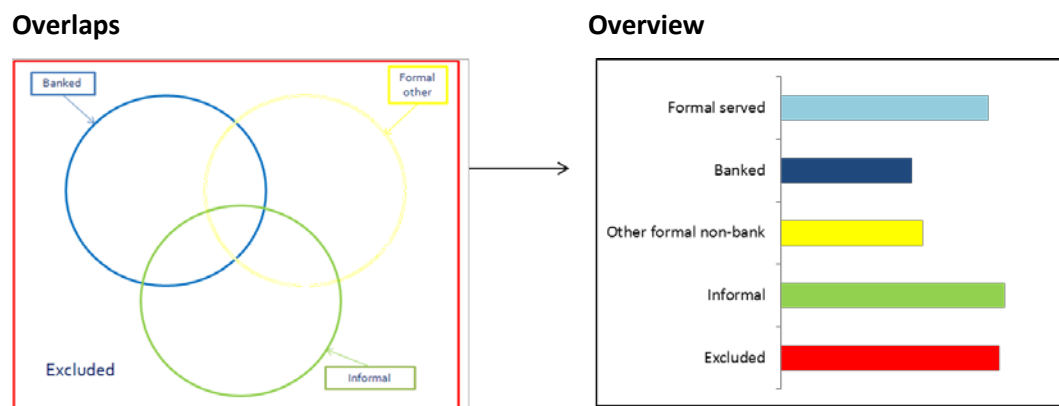 Overlaps
Overview
Banked
Formal
other
Excluded
Informal
Formal served
Banked
Other formal non-bank
Informal
Excluded